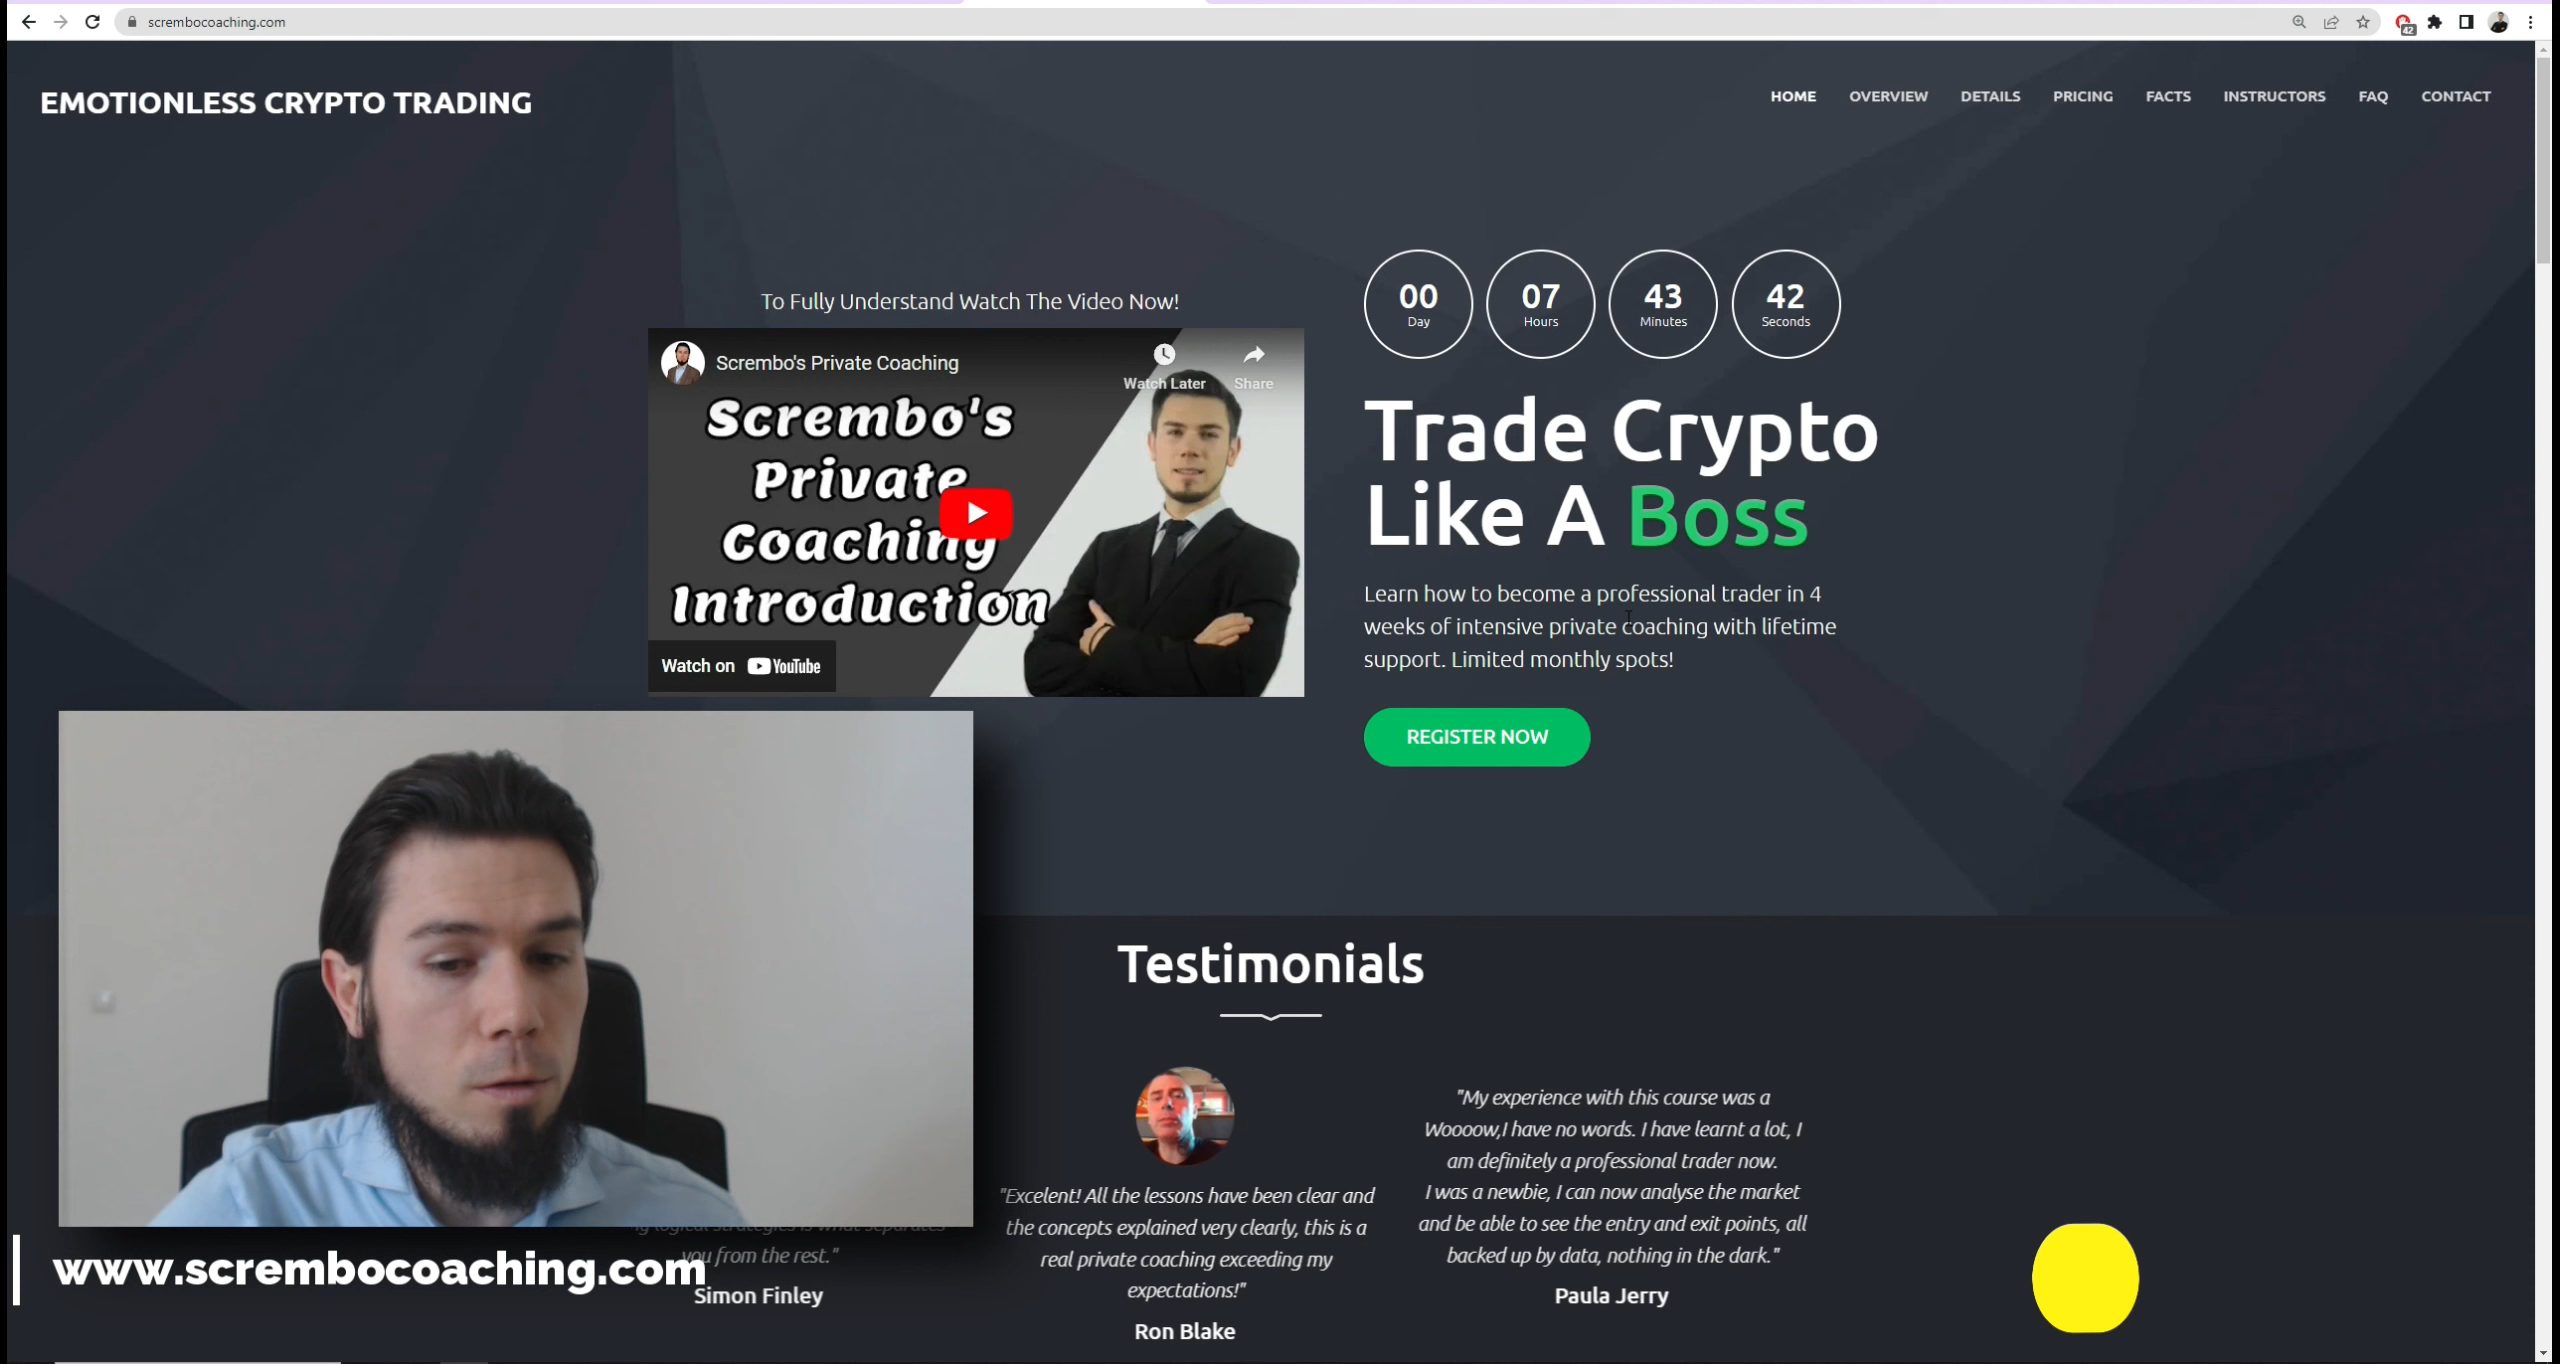 scrembocoaching.com
42
EMOTIONLESS CRYPTO TRADING
HOME OVERVIEW DETAILS PRICING FACTS INSTRUCTORS FAQ CONTACT
To Fully Understand Watch The Video Now!
Scrembo's Private Coaching
Watch Later Share
Scrembo's
Private
Coaching
Introduction
Watch on YouTube
00 07 43 42
Day Hours Minutes Seconds
Trade Crypto
Like A Boss
Learn how to become a professional trader in 4
weeks of intensive private coaching with lifetime
support. Limited monthly spots!
REGISTER NOW
Testimonials
logical strategies is what separates
you from the rest."
Simon Finley
"Excelent! All the lessons have been clear and
the concepts explained very clearly, this is a
real private coaching exceeding my
expectations!"
Ron Blake
"My experience with this course was a
Woooow,I have no words. I have learnt a lot, I
am definitely a professional trader now.
I was a newbie, I can now analyse the market
and be able to see the entry and exit points, all
backed up by data, nothing in the dark."
Paula Jerry
www.scrembocoaching.com